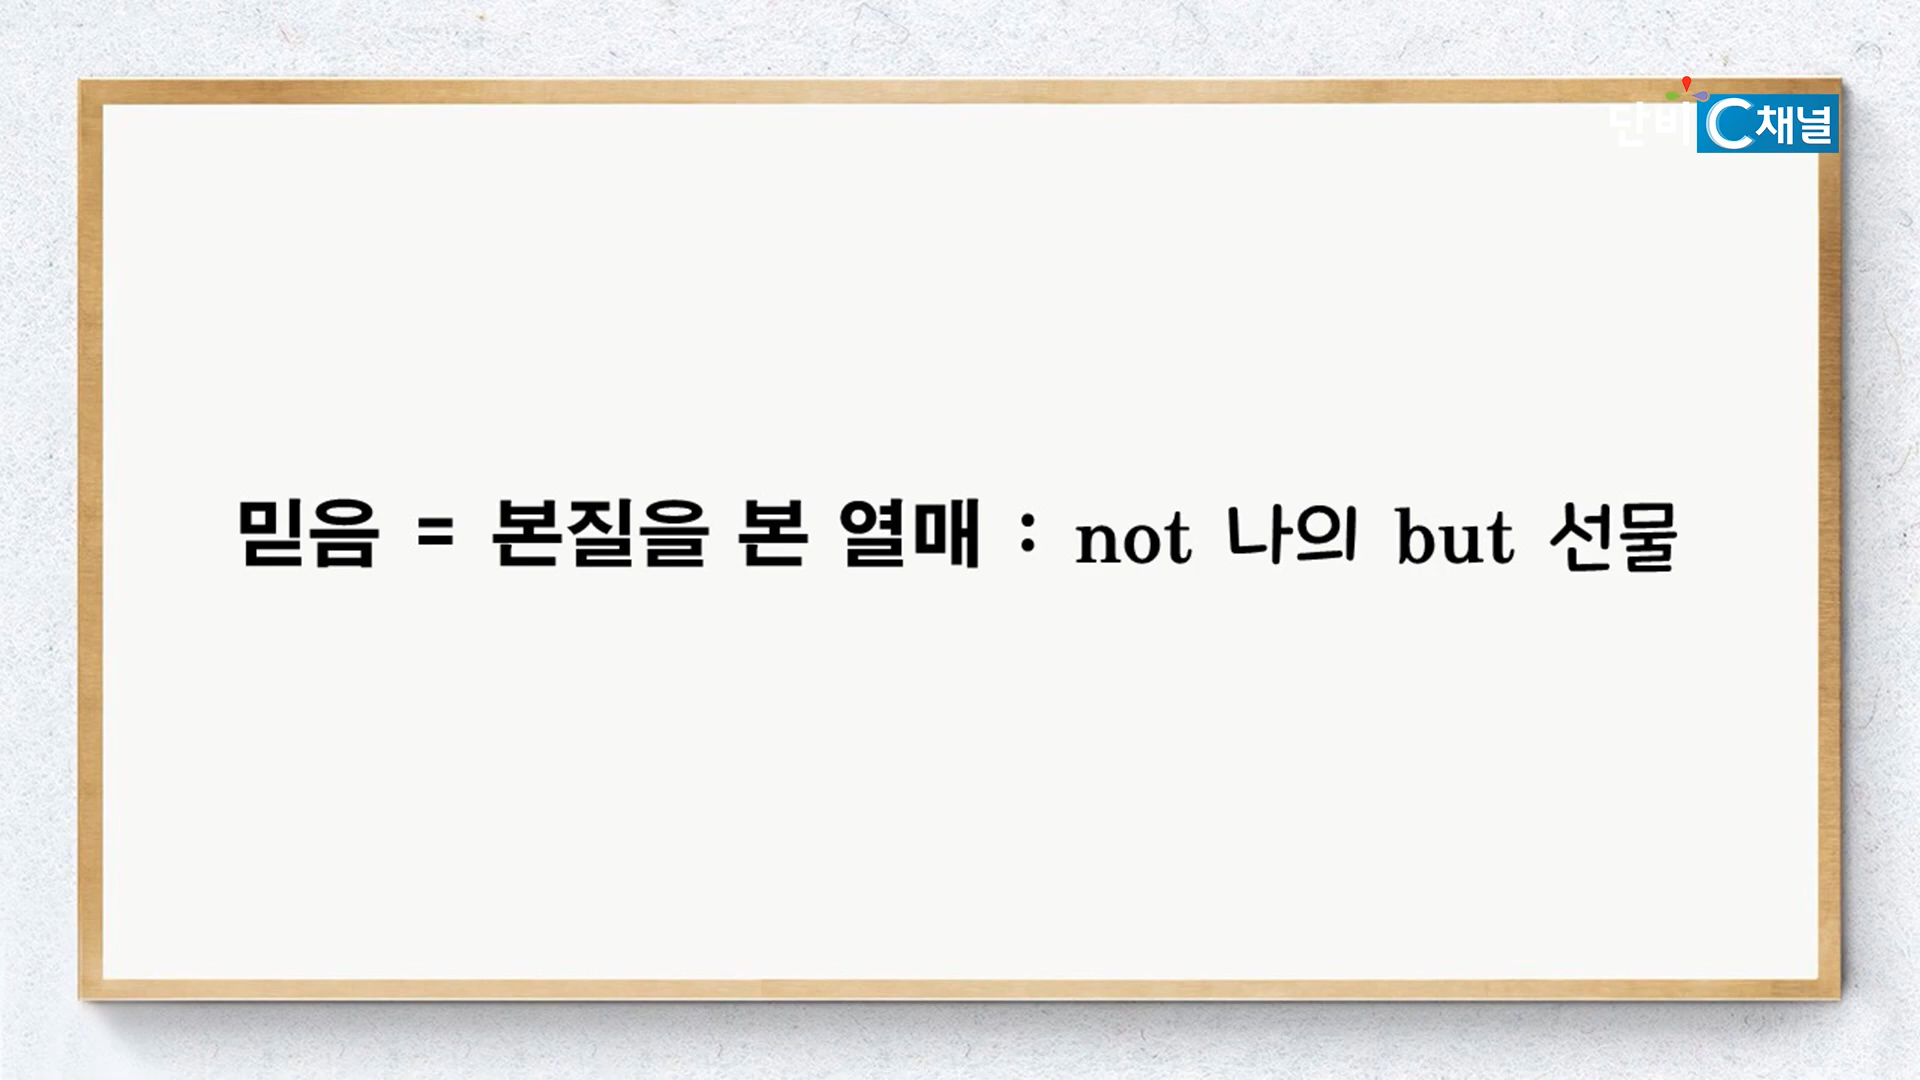 단비 C채널
믿음 = 본질을 본 열매 : not 나의 but 선물